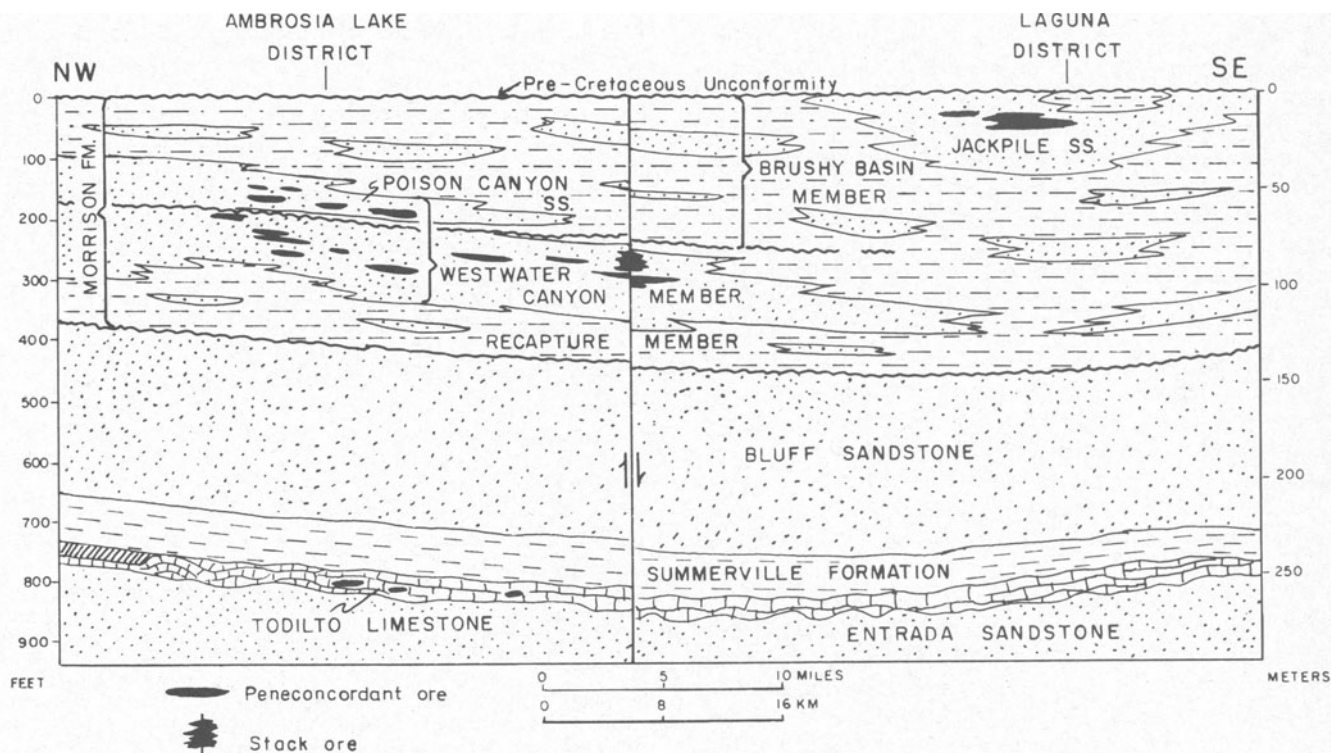 AMBROSIA LAKE
DISTRICT
LAGUNA
DISTRICT
NW
SE
Pre-Cretaceous Unconformity
0
100
200
300
400
500
600
700
800
900
FEET
MORRISON FM.
POISON CANYON
SS.
BRUSHY BASIN
MEMBER
JACKPILE SS.
WESTWATER
CANYON MEMBER
RECAPTURE MEMBER
BLUFF SANDSTONE
SUMMERVILLE FORMATION
TODILTO LIMESTONE
ENTRADA SANDSTONE
0
50
100
150
200
250
METERS
Peneconcordant ore
Stack ore
0 5 10 MILES
0 8 16 KM